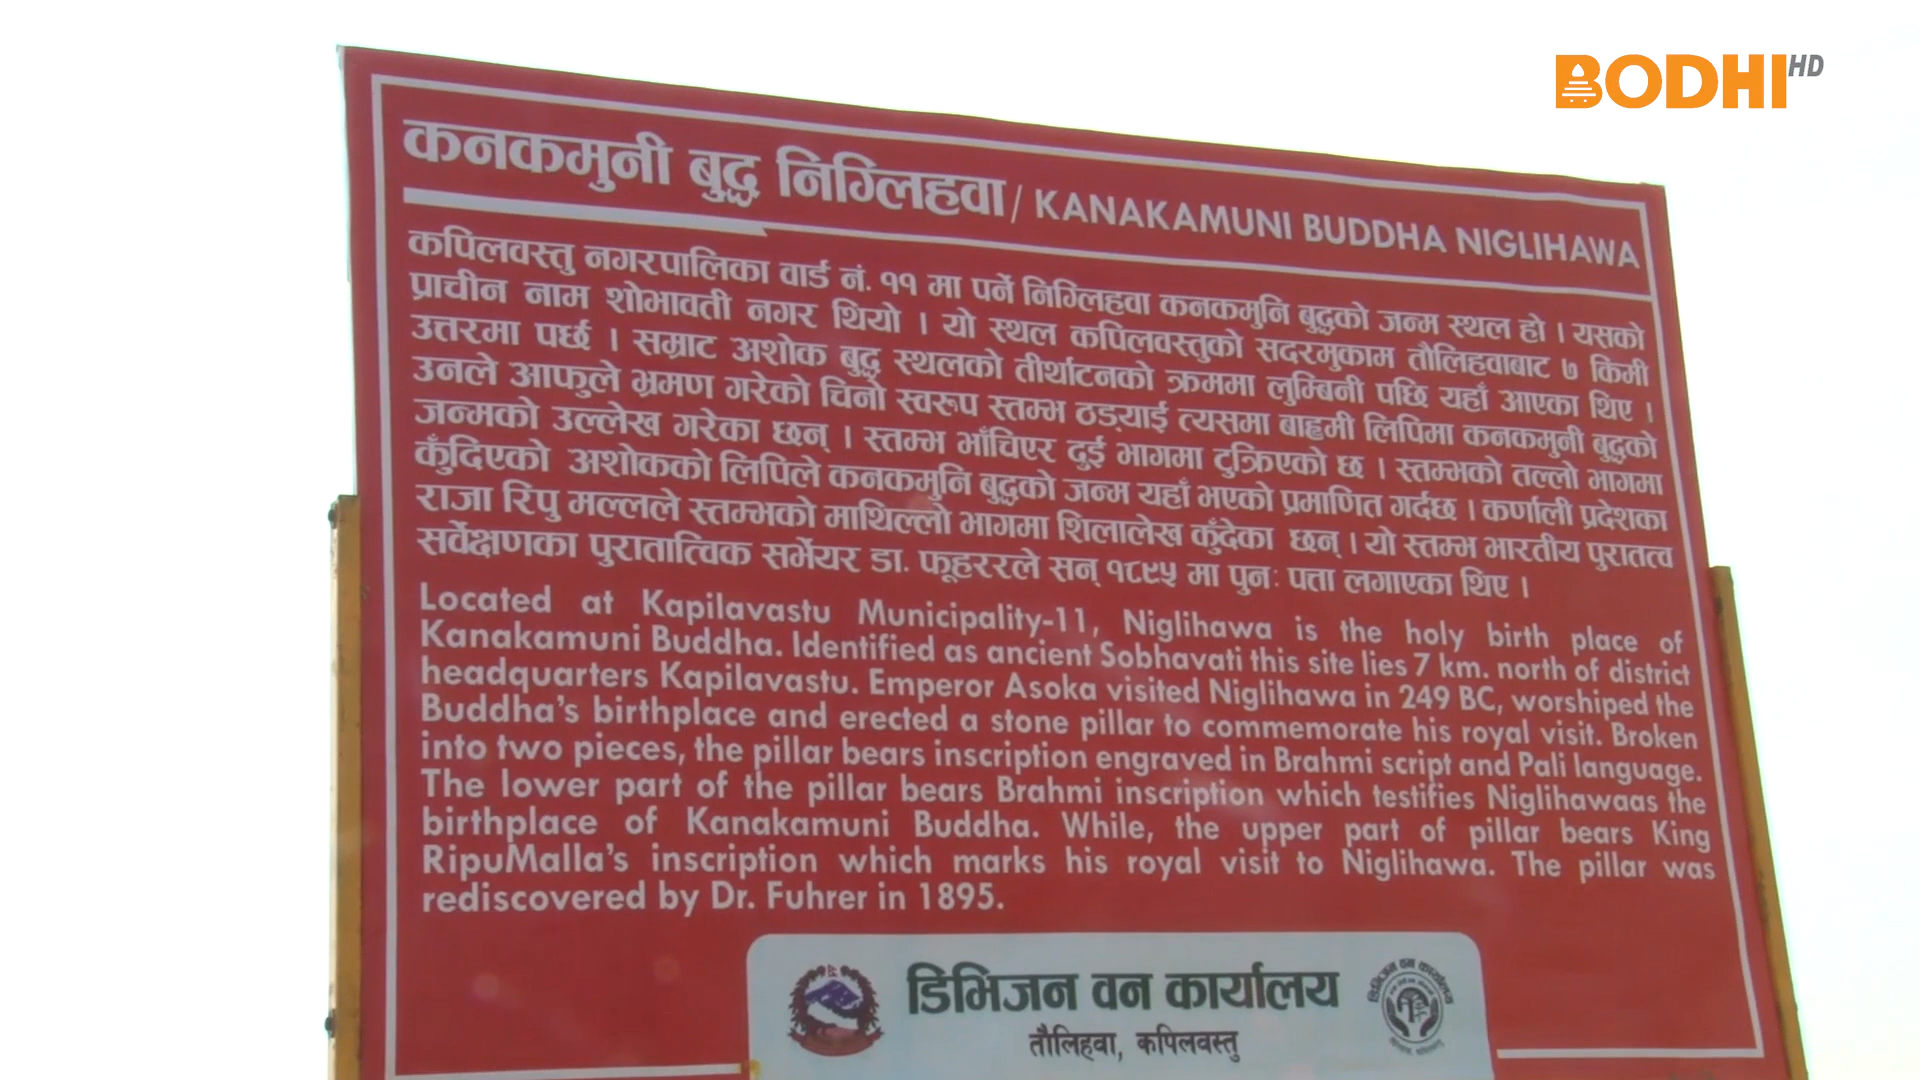 BODHI HD
कनकमुनी बुद्ध निग्लिहवा / KANAKAMUNI BUDDHA NIGLIHAWA
कपिलवस्तु नगरपालिका वार्ड नं. ११ मा पर्ने निग्लिहवा कनकमुनि बुद्धको जन्म स्थल हो । यसको
प्राचीन नाम शोभावती नगर थियो । यो स्थल कपिलवस्तुको सदरमुकाम तौलिहवाबाट ७ किमी
उत्तरमा पर्छ । सम्राट अशोक बुद्ध स्थलको तीर्थाटनको क्रममा लुम्बिनी पछि यहाँ आएका थिए ।
उनले आफुले भ्रमण गरेको चिनो स्वरुप स्तम्भ ठड्याई त्यसमा बाह्रमी लिपिमा कनकमुनी बुद्धको
जन्मको उल्लेख गरेका छन् । स्तम्भ भाँचिएर दुई भागमा टुक्रिएको छ । स्तम्भको तल्लो भागमा
कुँदिएको अशोकको लिपिले कनकमुनि बुद्धको जन्म यहाँ भएको प्रमाणित गर्दछ । कर्णाली प्रदेशका
राजा रिपु मल्लले स्तम्भको माथिल्लो भागमा शिलालेख कुँदेका छन् । यो स्तम्भ भारतीय पुरातत्व
सर्वेक्षणका पुरातात्विक सर्भेयर डा. फूहररले सन् १८९५ मा पुनः पत्ता लगाएका थिए ।
Located at Kapilavastu Municipality-11, Niglihawa is the holy birth place of
Kanakamuni Buddha. Identified as ancient Sobhavati this site lies 7 km. north of district
headquarters Kapilavastu. Emperor Asoka visited Niglihawa in 249 BC, worshiped the
Buddha's birthplace and erected a stone pillar to commemorate his royal visit. Broken
into two pieces, the pillar bears inscription engraved in Brahmi script and Pali language.
The lower part of the pillar bears Brahmi inscription which testifies Niglihawaas the
birthplace of Kanakamuni Buddha. While, the upper part of pillar bears King
RipuMalla's inscription which marks his royal visit to Niglihawa. The pillar was
rediscovered by Dr. Fuhrer in 1895.
डिभिजन वन कार्यालय
तौलिहवा, कपिलवस्तु
डिभिजन वन कार्यालय